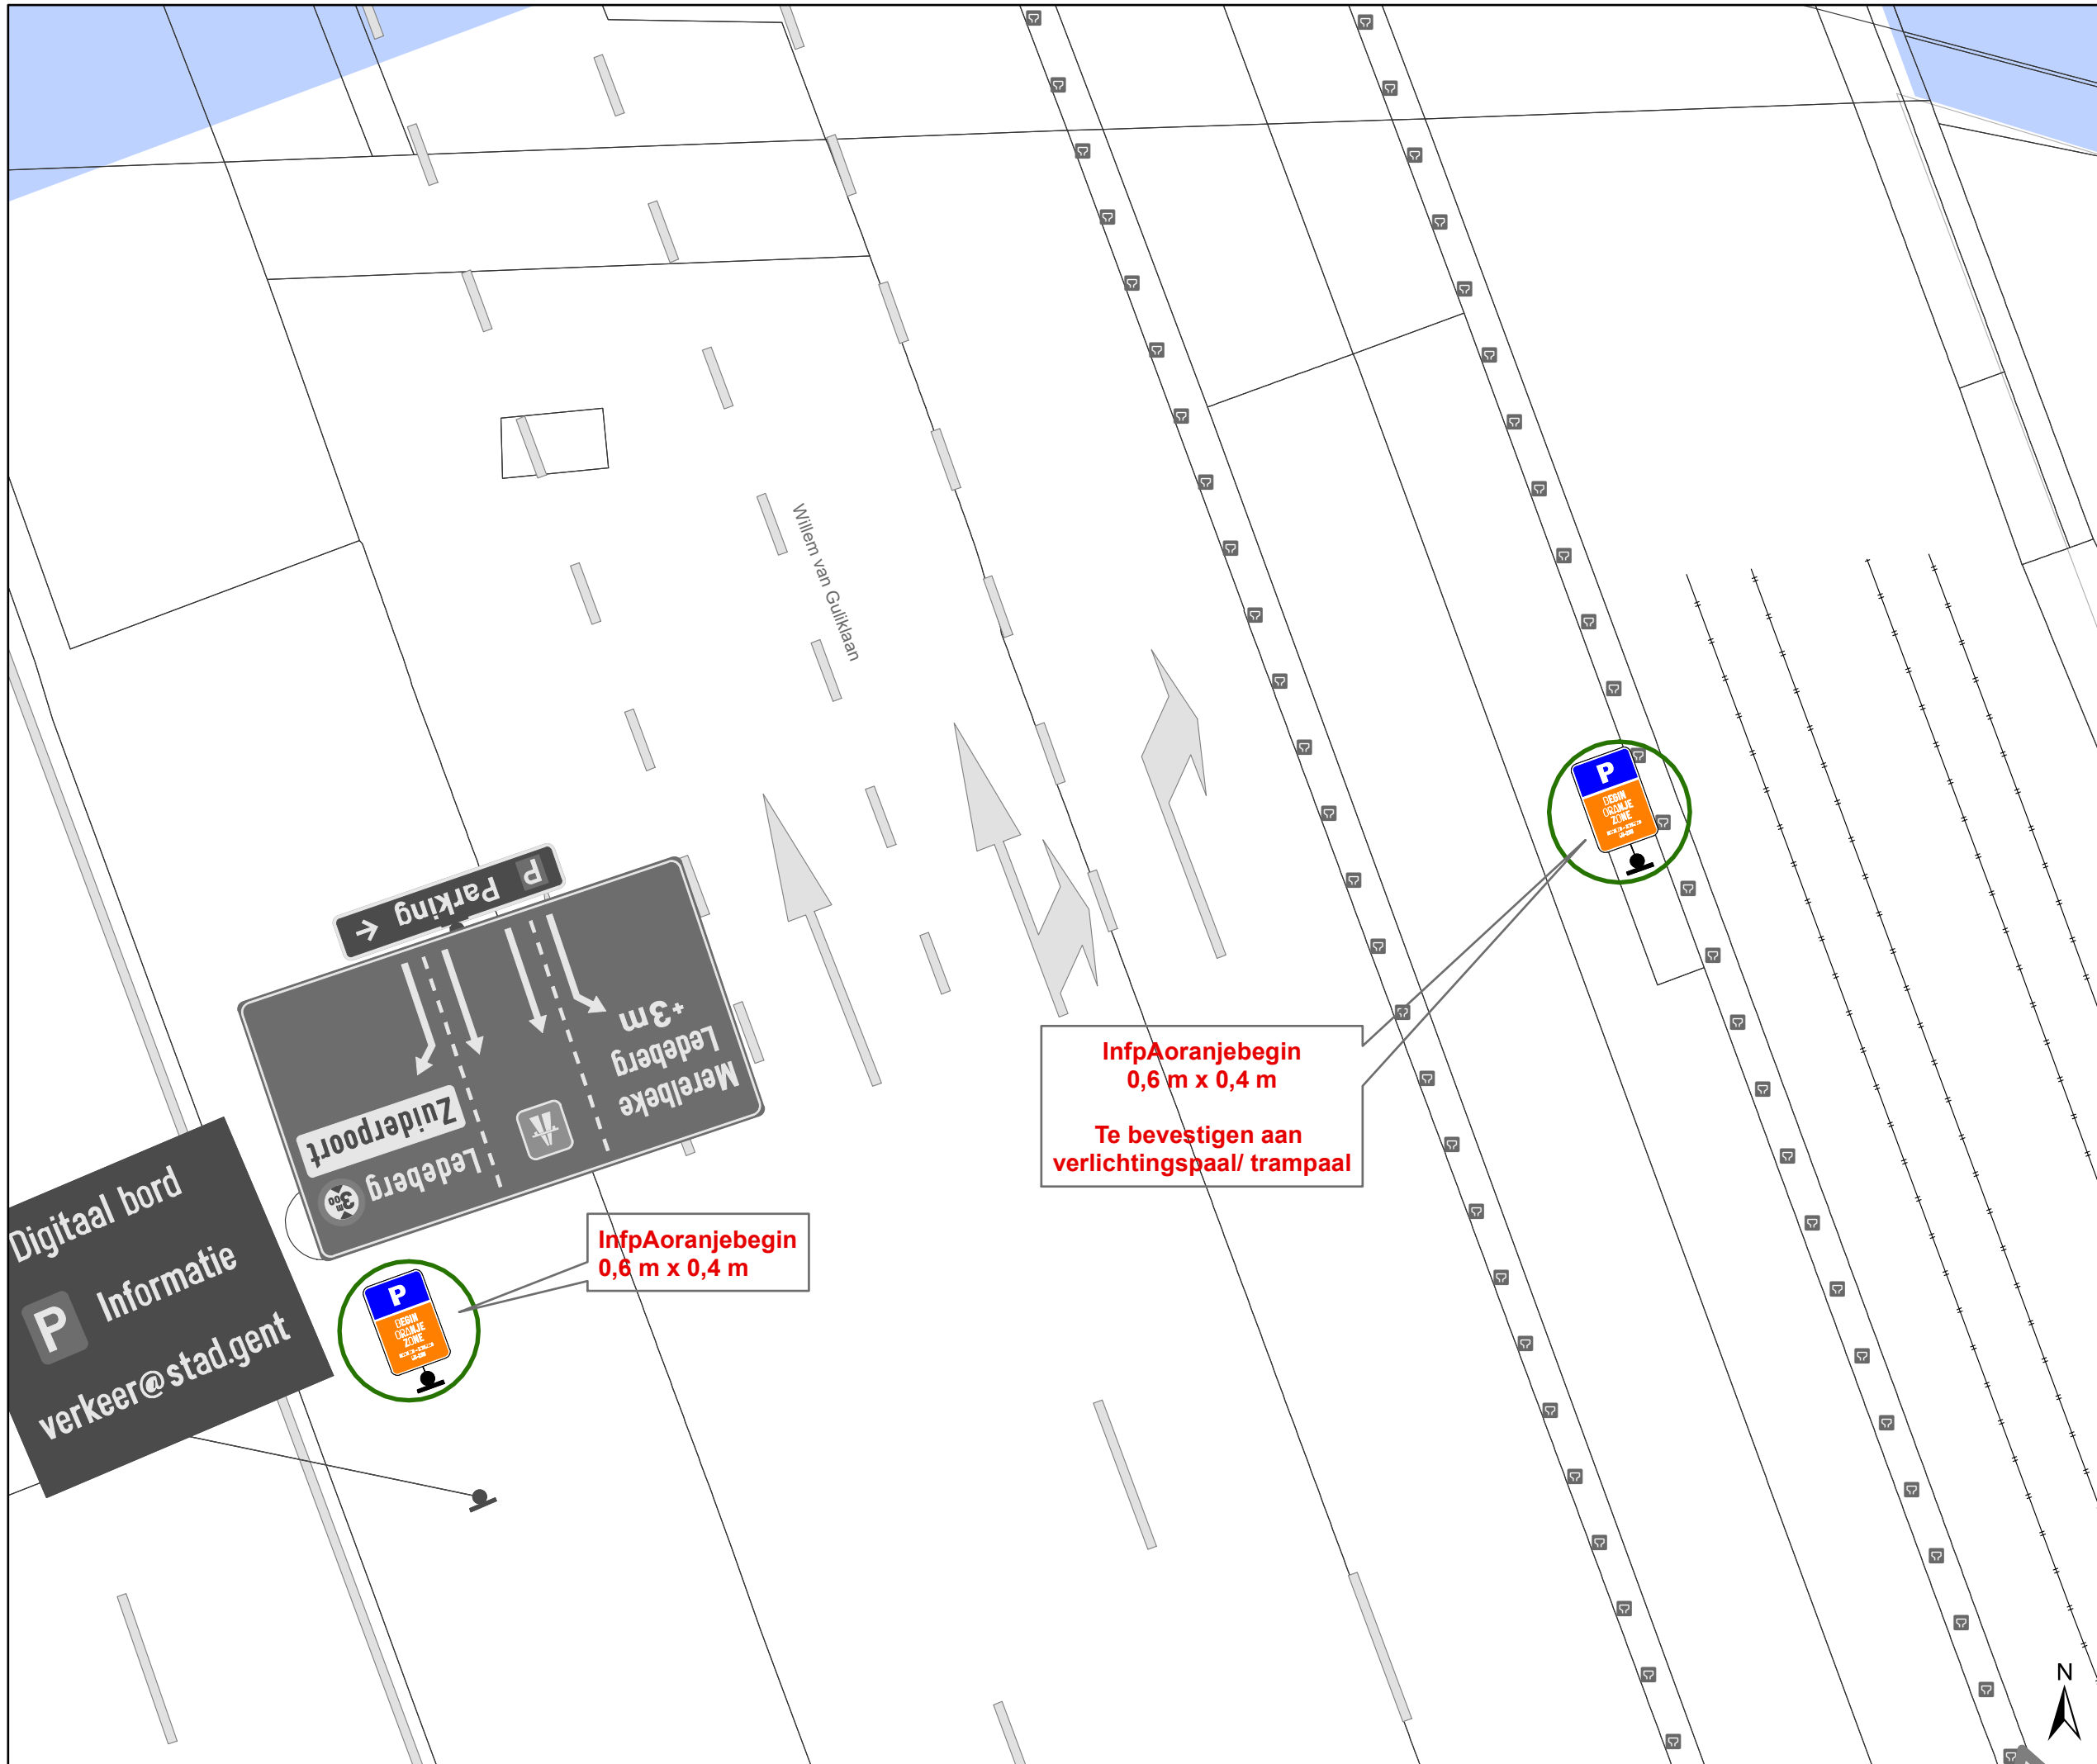 Willem van Guliklaan
P Parking
+3m
Ledeberg
Merelbeke
Zuiderpoort
Ledeberg
Digitaal bord
P Informatie
verkeer@stad.gent
P
BEGIN
ORANJE
ZONE
InfpAoranjebegin
0,6 m x 0,4 m
Te bevestigen aan
verlichtingspaal/ trampaal
P
BEGIN
ORANJE
ZONE
InfpAoranjebegin
0,6 m x 0,4 m
N